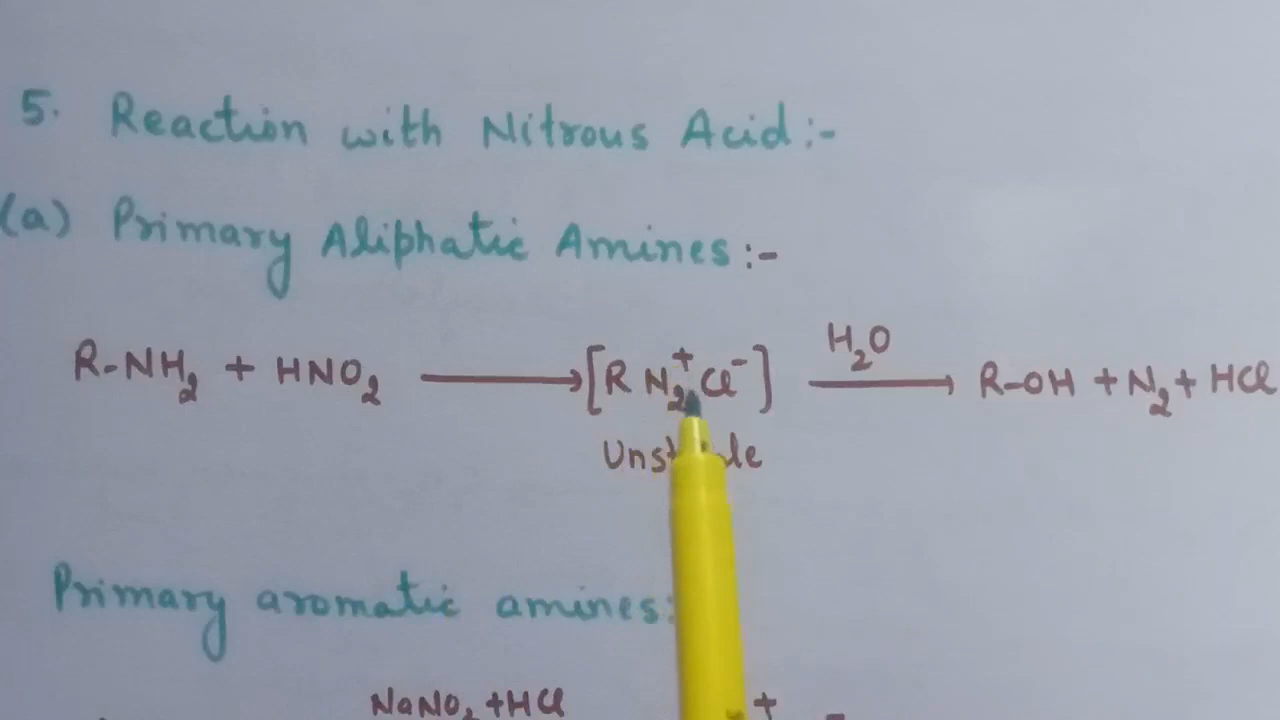 5. Reaction with Nitrous Acid:-
(a) Primary Aliphatic Amines:-
R-NH₂ + HNO₂ ⟶ [R N₂⁺Cl⁻] H₂O ⟶ R-OH + N₂ + HCl
Primary aromatic amines:
NaNO₂ + HCl
+ -